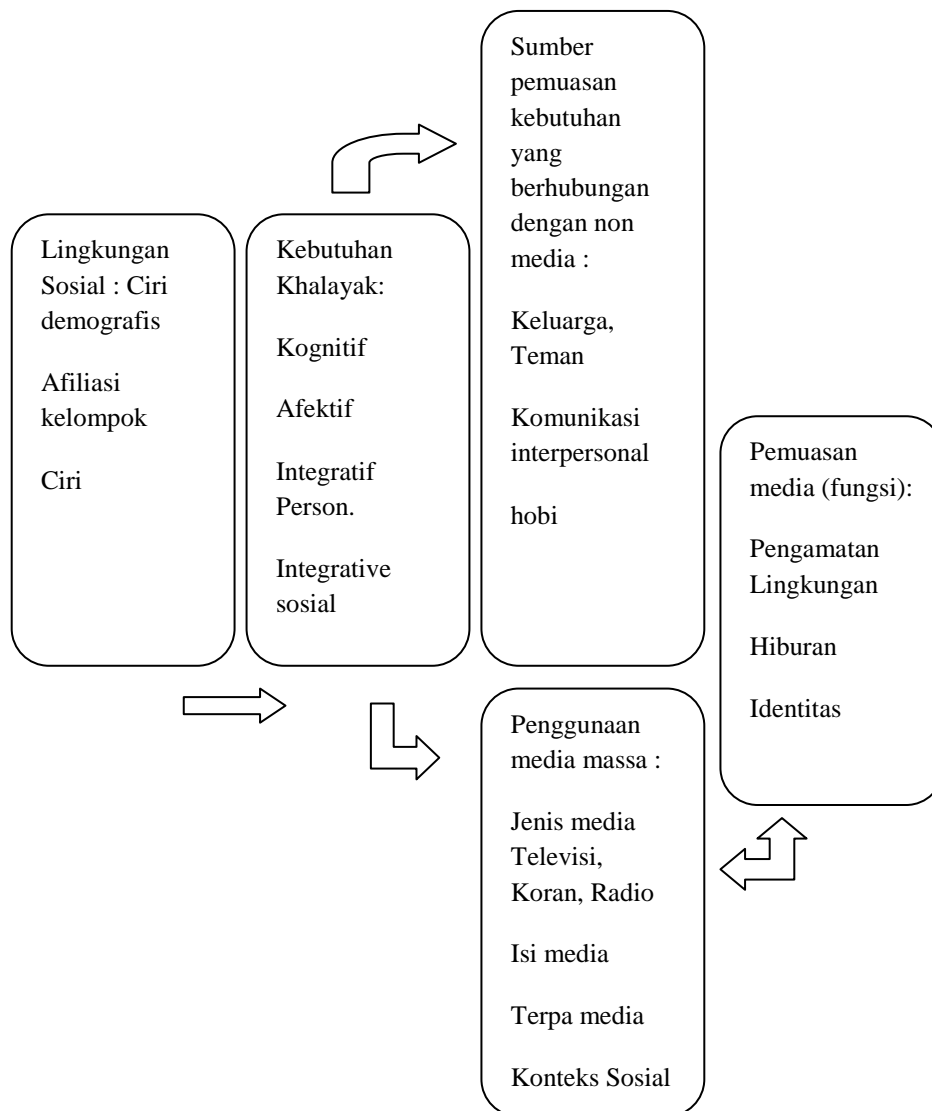 Lingkungan
Sosial : Ciri
demografis
Afiliasi
kelompok
Ciri
Kebutuhan
Khalayak:
Kognitif
Afektif
Integratif
Person.
Integrative
sosial
Sumber
pemuasan
kebutuhan
yang
berhubungan
dengan non
media :
Keluarga,
Teman
Komunikasi
interpersonal
hobi
Penggunaan
media massa :
Jenis media
Televisi,
Koran, Radio
Isi media
Terpa media
Konteks Sosial
Pemuasan
media (fungsi):
Pengamatan
Lingkungan
Hiburan
Identitas